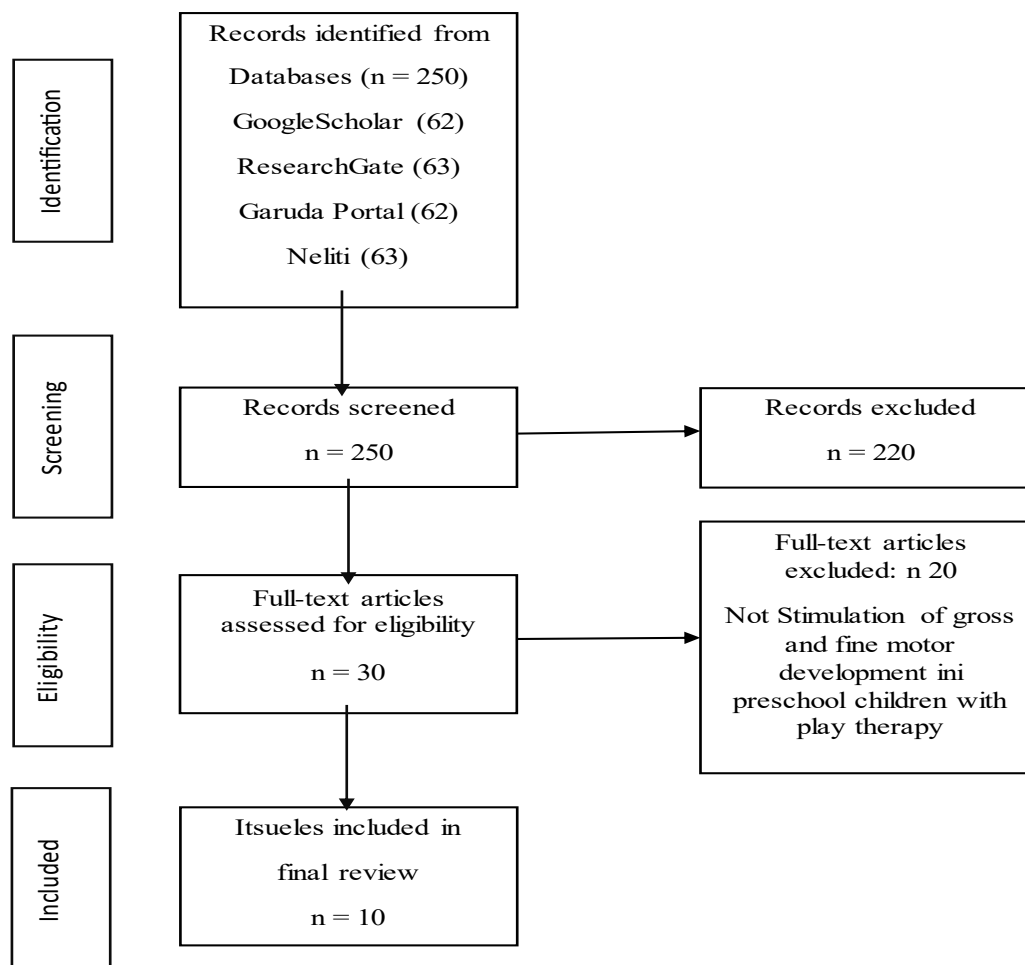 Identification
Records identified from
Databases (n = 250)
GoogleScholar (62)
ResearchGate (63)
Garuda Portal (62)
Neliti (63)
Screening
Records screened
n = 250
Records excluded
n = 220
Eligibility
Full-text articles
assessed for eligibility
n = 30
Full-text articles
excluded: n 20
Not Stimulation of gross
and fine motor
development ini
preschool children with
play therapy
Included
Itsueles included in
final review
n = 10